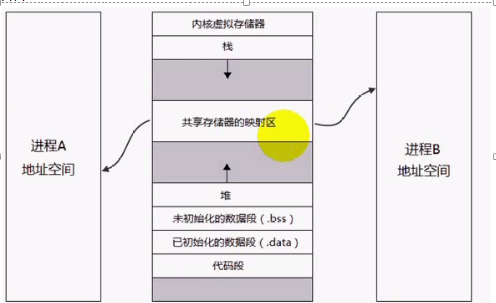 内核虚拟存储器
栈
共享存储器的映射区
进程A
地址空间
进程B
地址空间
堆
未初始化的数据段（.bss）
已初始化的数据段（.data）
代码段